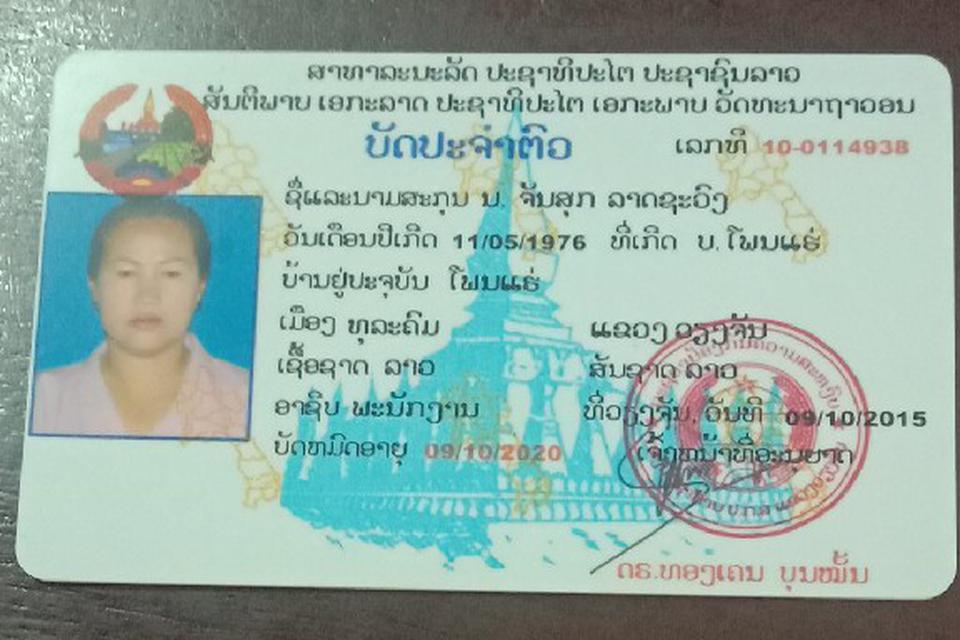 ສາທາລະນະລັດ ປະຊາທິປະໄຕ ປະຊາຊົນລາວ
ສັນຕິພາບ ເອກະລາດ ປະຊາທິປະໄຕ ເອກະພາບ ວັດທະນາຖາວອນ
ບັດປະຈຳຕົວ ເລກທີ 10-0114938
ຊື່ແລະນາມສະກຸນ ນ. ຈັນສຸກ ລາດຊະວົງ
ວັນເດືອນປີເກີດ 11/05/1976 ທີ່ເກີດ ບ. ໂພນແຮ່
ບ້ານຢູ່ປະຈຸບັນ ໂພນແຮ່
ເມືອງ ທຸລະຄົມ ແຂວງ ວຽງຈັນ
ເຊື້ອຊາດ ລາວ ສັນຊາດ ລາວ
ອາຊີບ ພະນັກງານ ທີ່ວຽງຈັນ, ວັນທີ 09/10/2015
ບັດຫມົດອາຍຸ 09/10/2020 ເຈົ້າຫນ້າທີ່ອະນຸຍາດ
ດຣ.ທອງເຄນ ບຸນໝັ້ນ